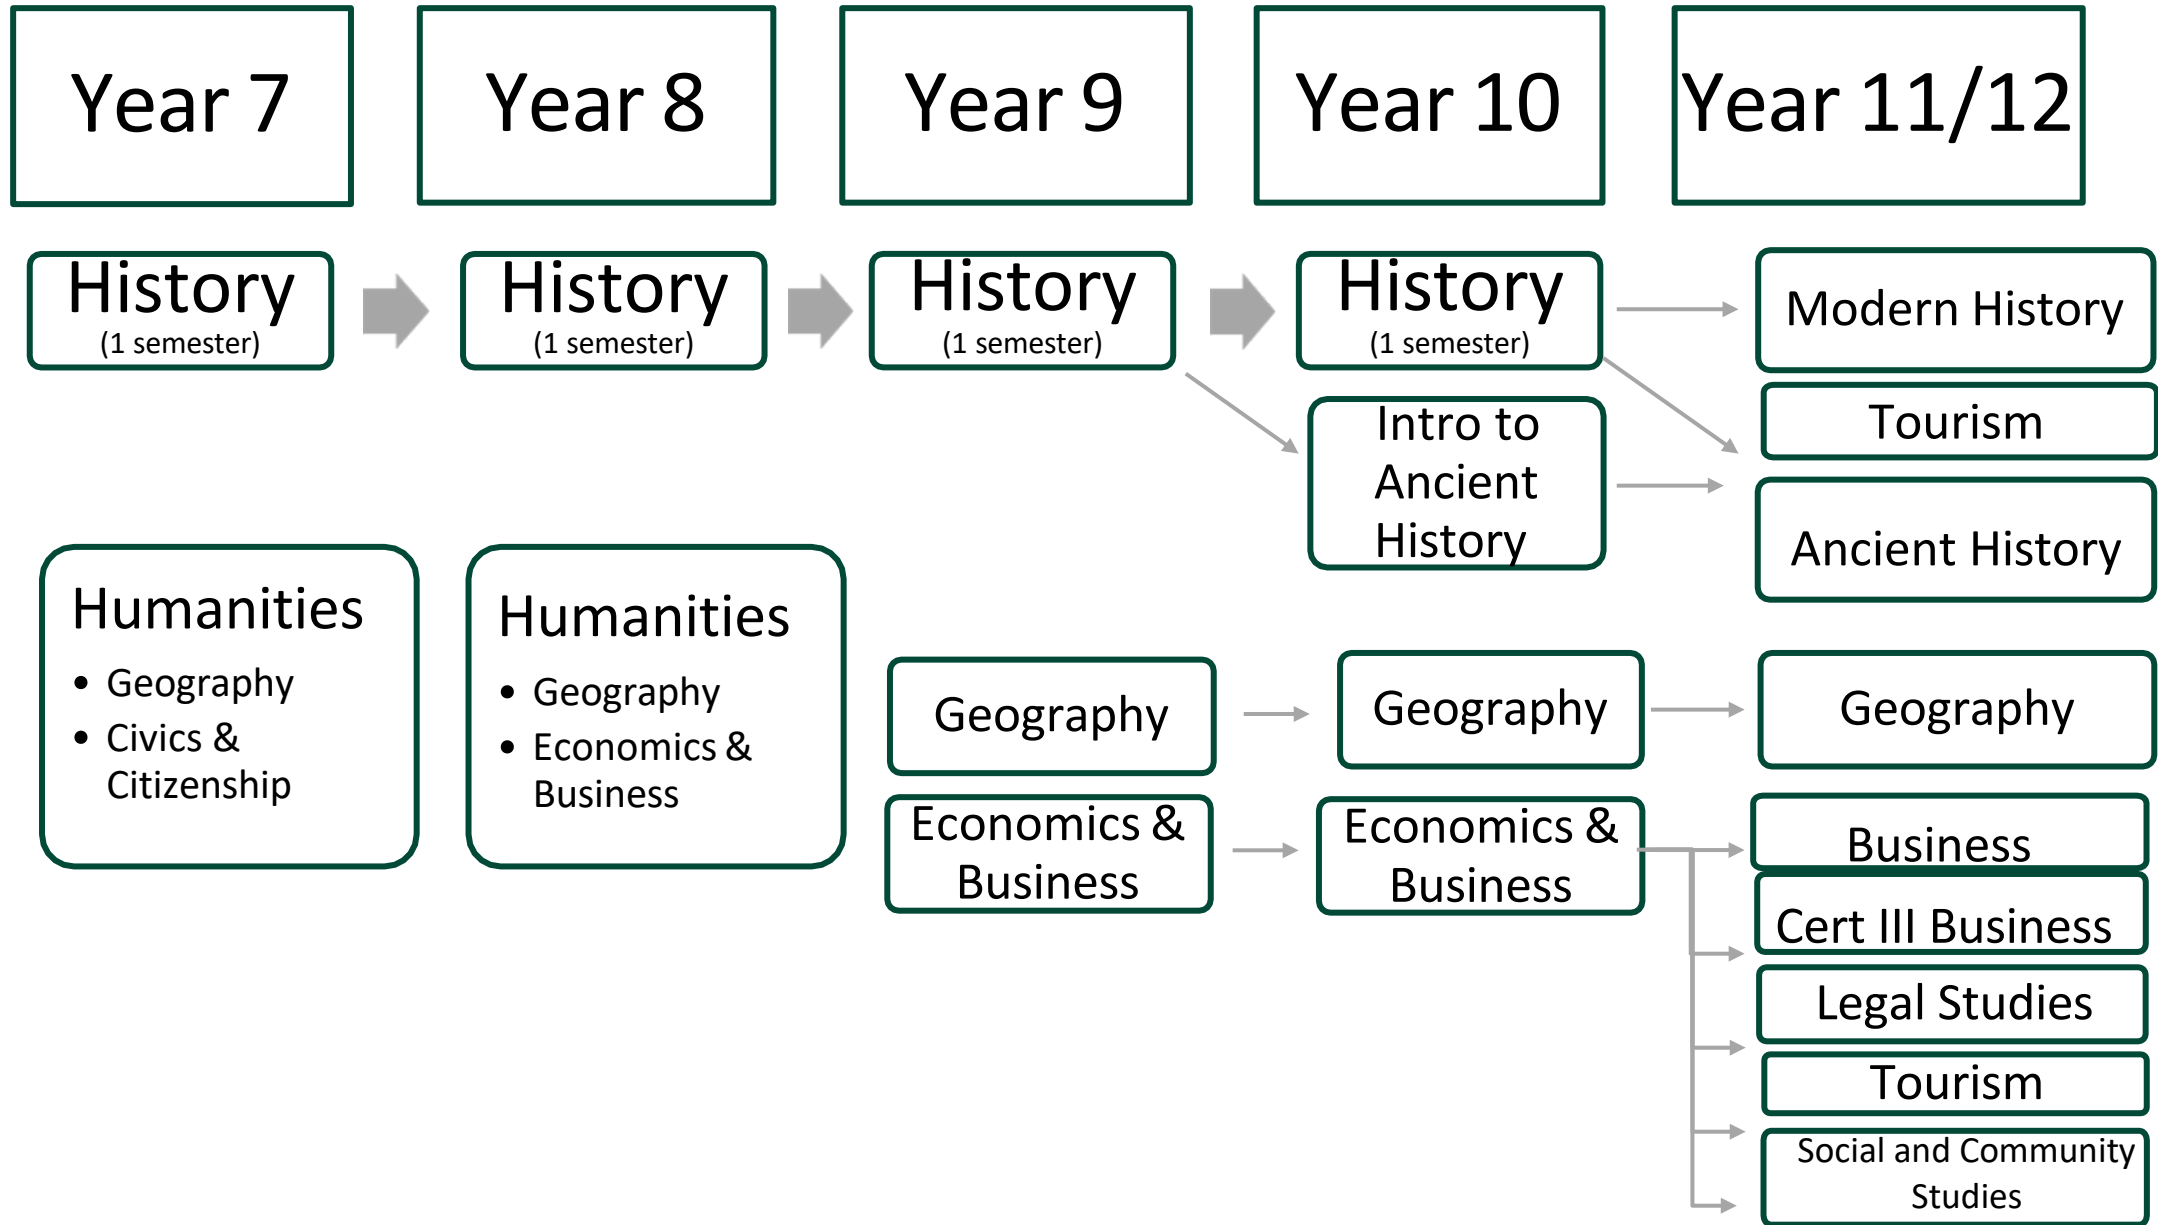 Year 7
Year 8
Year 9
Year 10
Year 11/12
History
(1 semester)
History
(1 semester)
History
(1 semester)
History
(1 semester)
Modern History
Tourism
Intro to
Ancient
History
Ancient History
Humanities
• Geography
• Civics &
Citizenship
Humanities
• Geography
• Economics &
Business
Geography
Geography
Geography
Economics &
Business
Economics &
Business
Business
Cert III Business
Legal Studies
Tourism
Social and Community
Studies